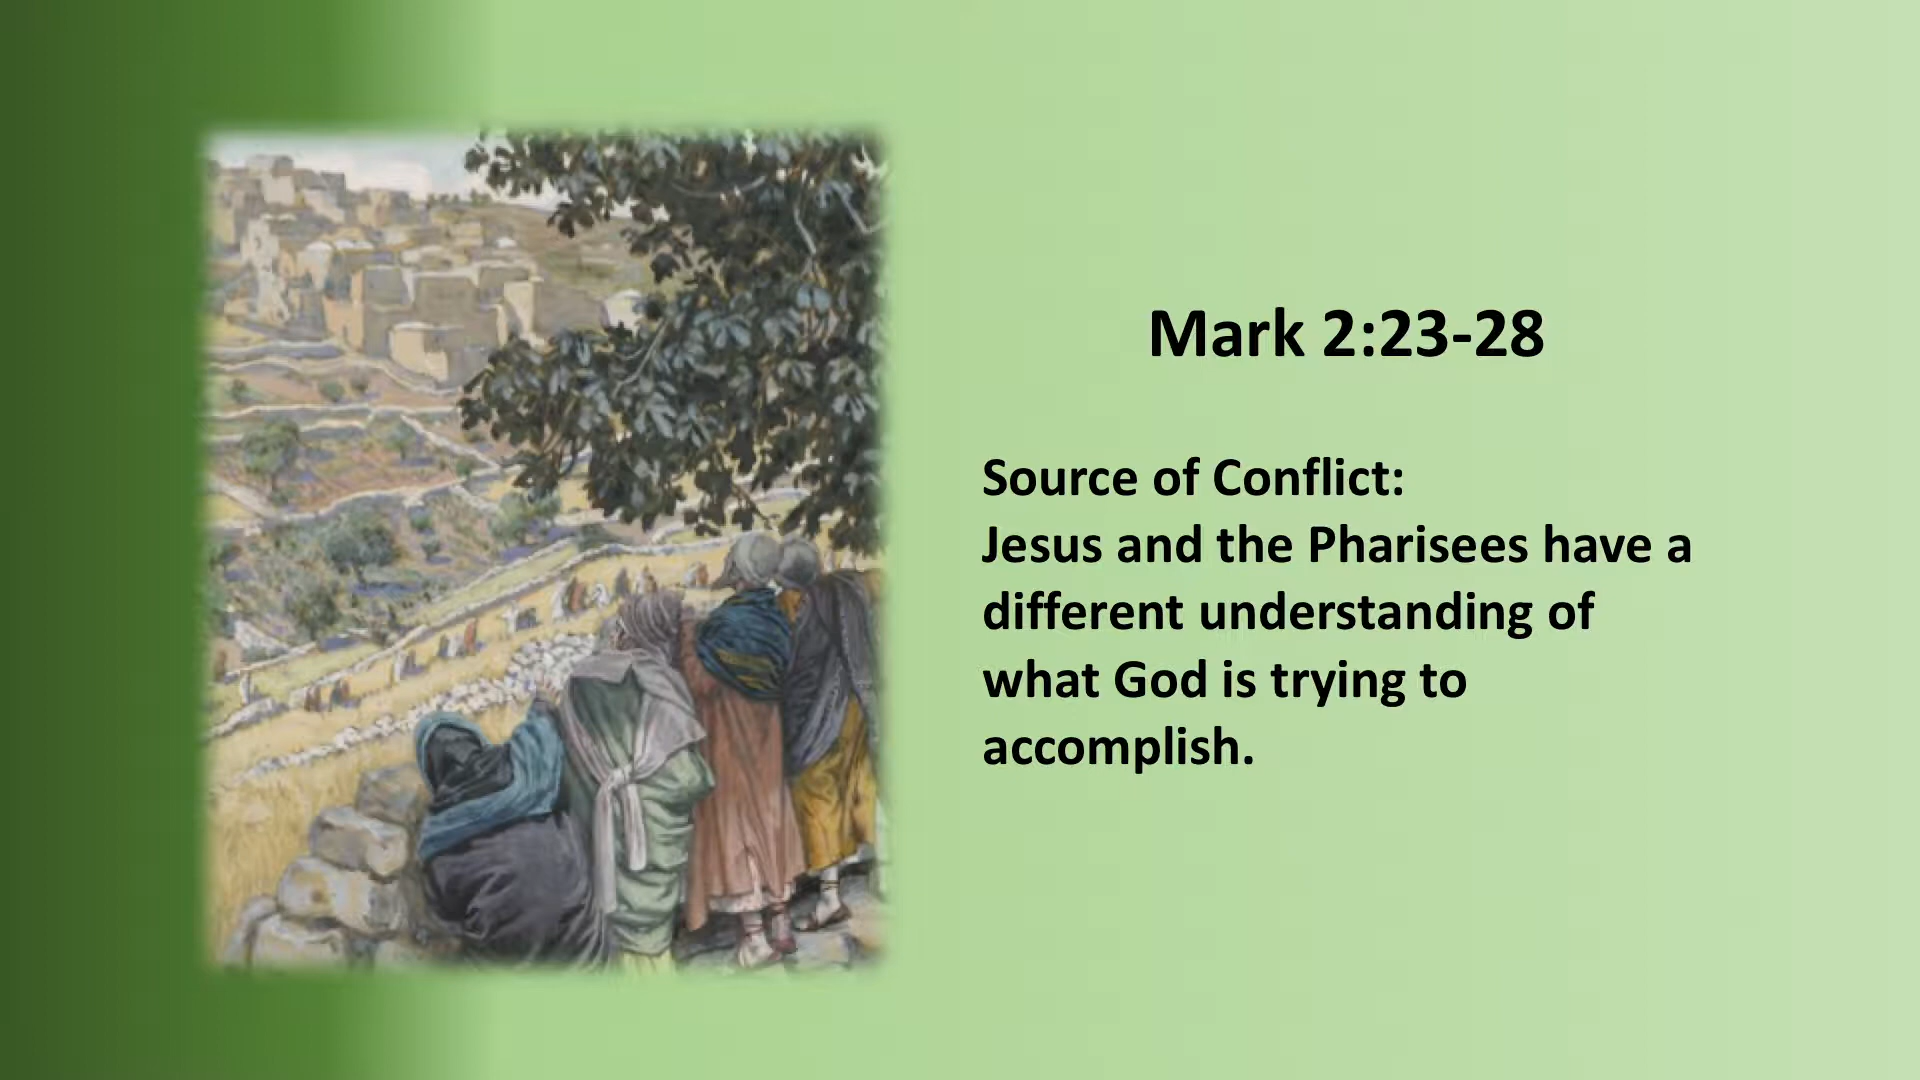 Mark 2:23-28
Source of Conflict:
Jesus and the Pharisees have a
different understanding of
what God is trying to
accomplish.